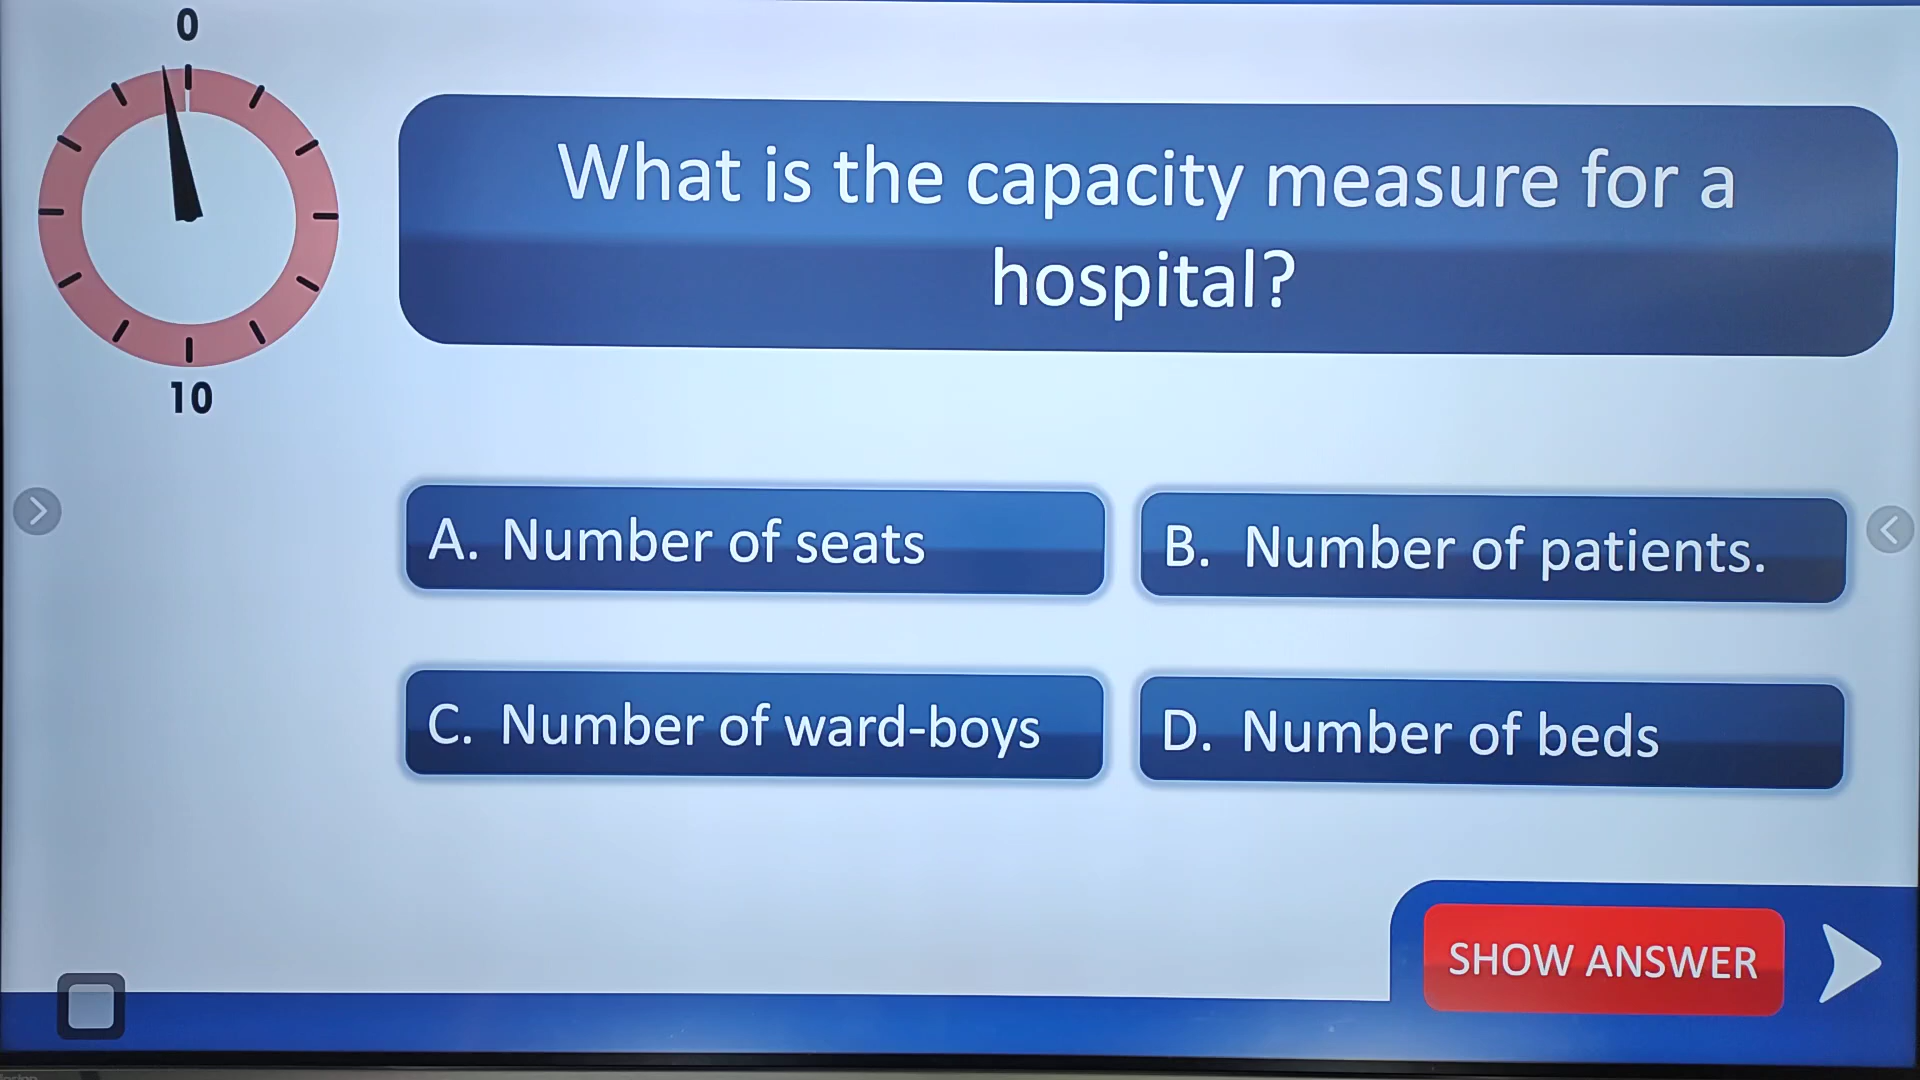 0
10
What is the capacity measure for a
hospital?
A. Number of seats
B. Number of patients.
C. Number of ward-boys
D. Number of beds
SHOW ANSWER